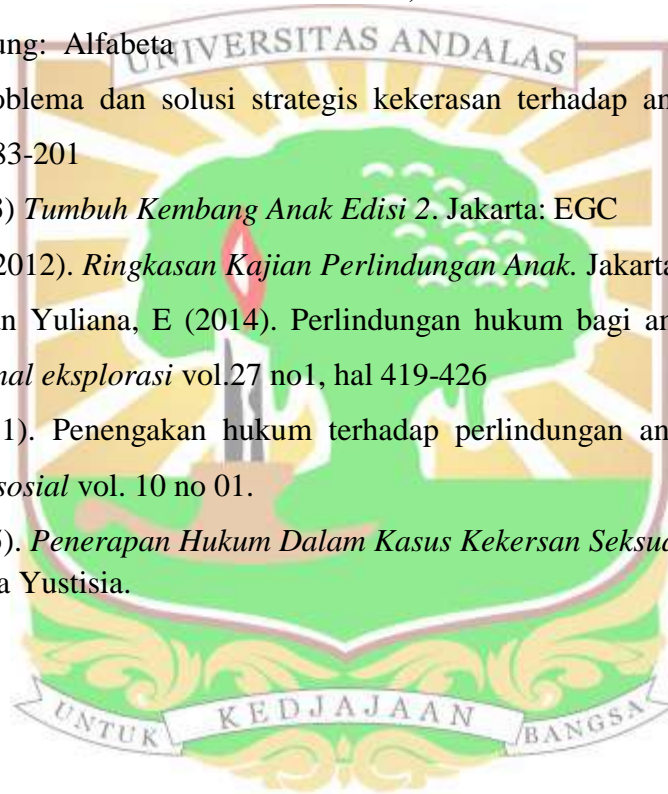 ung: Alfabeta
UNIVERSITAS ANDALAS
oblema dan solusi strategis kekerasan terhadap an
83-201
3) Tumbuh Kembang Anak Edisi 2. Jakarta: EGC
2012). Ringkasan Kajian Perlindungan Anak. Jakarta
an Yuliana, E (2014). Perlindungan hukum bagi an
nal eksplorasi vol.27 no1, hal 419-426
1). Penengakan hukum terhadap perlindungan an
sosial vol. 10 no 01.
5). Penerapan Hukum Dalam Kasus Kekersan Seksua
a Yustisia.
UNTUK KEDJAJAAN BANGSA